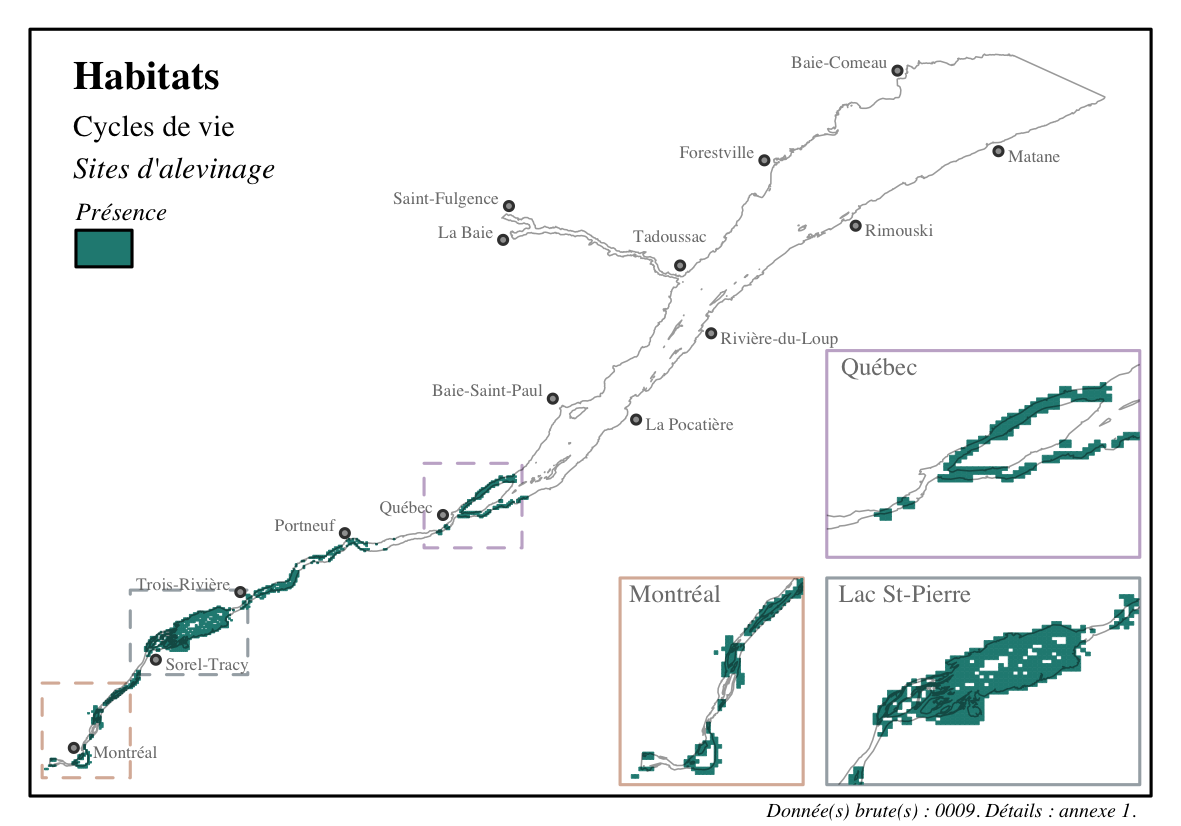 Habitats
Cycles de vie
Sites d'alevinage
Présence
Baie-Comeau
Forestville
Matane
Saint-Fulgence
La Baie
Tadoussac
Rimouski
Rivière-du-Loup
Baie-Saint-Paul
La Pocatière
Québec
Portneuf
Trois-Rivière
Sorel-Tracy
Montréal
Québec
Montréal
Lac St-Pierre
Donnée(s) brute(s) : 0009. Détails : annexe 1.